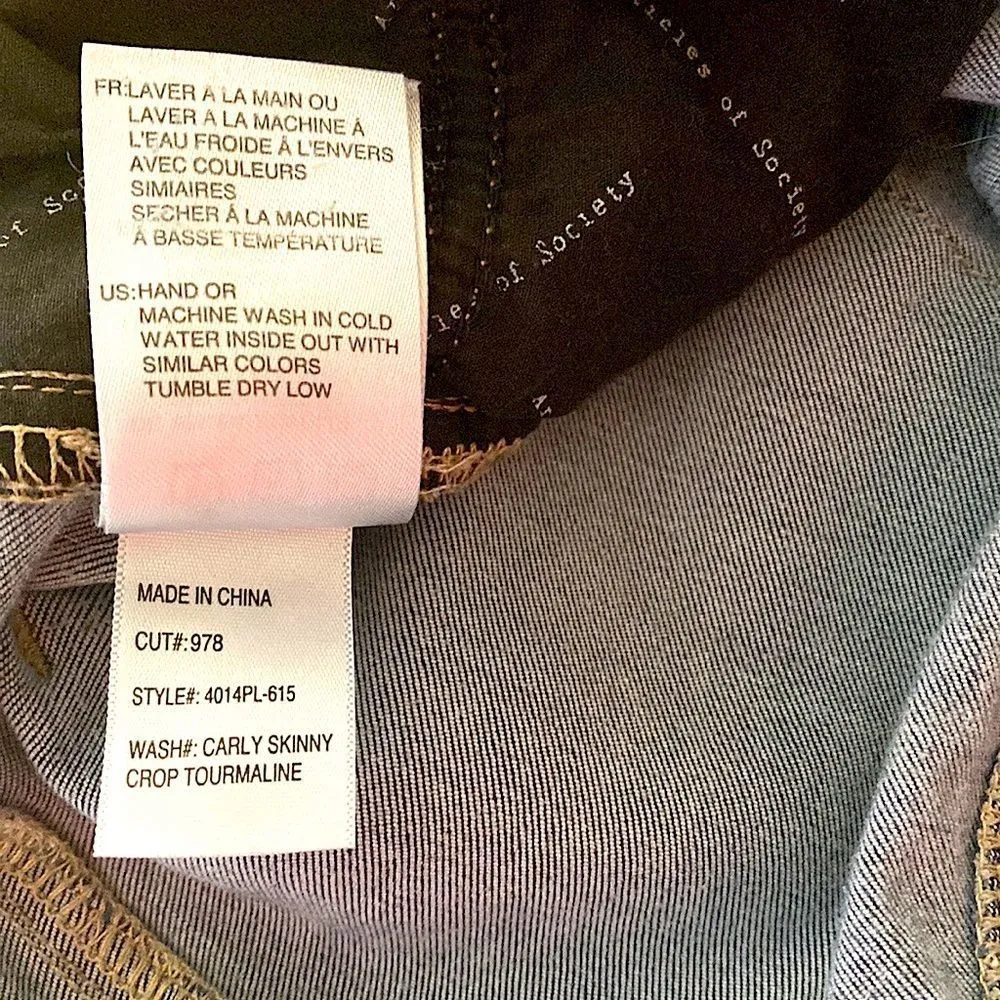 FR:LAVER A LA MAIN OU
LAVER A LA MACHINE À
L'EAU FROIDE À L'ENVERS
AVEC COULEURS
SIMIAIRES
SECHER À LA MACHINE
À BASSE TEMPÉRATURE
US:HAND OR
MACHINE WASH IN COLD
WATER INSIDE OUT WITH
SIMILAR COLORS
TUMBLE DRY LOW
MADE IN CHINA
CUT#:978
STYLE#: 4014PL-615
WASH#: CARLY SKINNY
CROP TOURMALINE
of Society
of Society
of